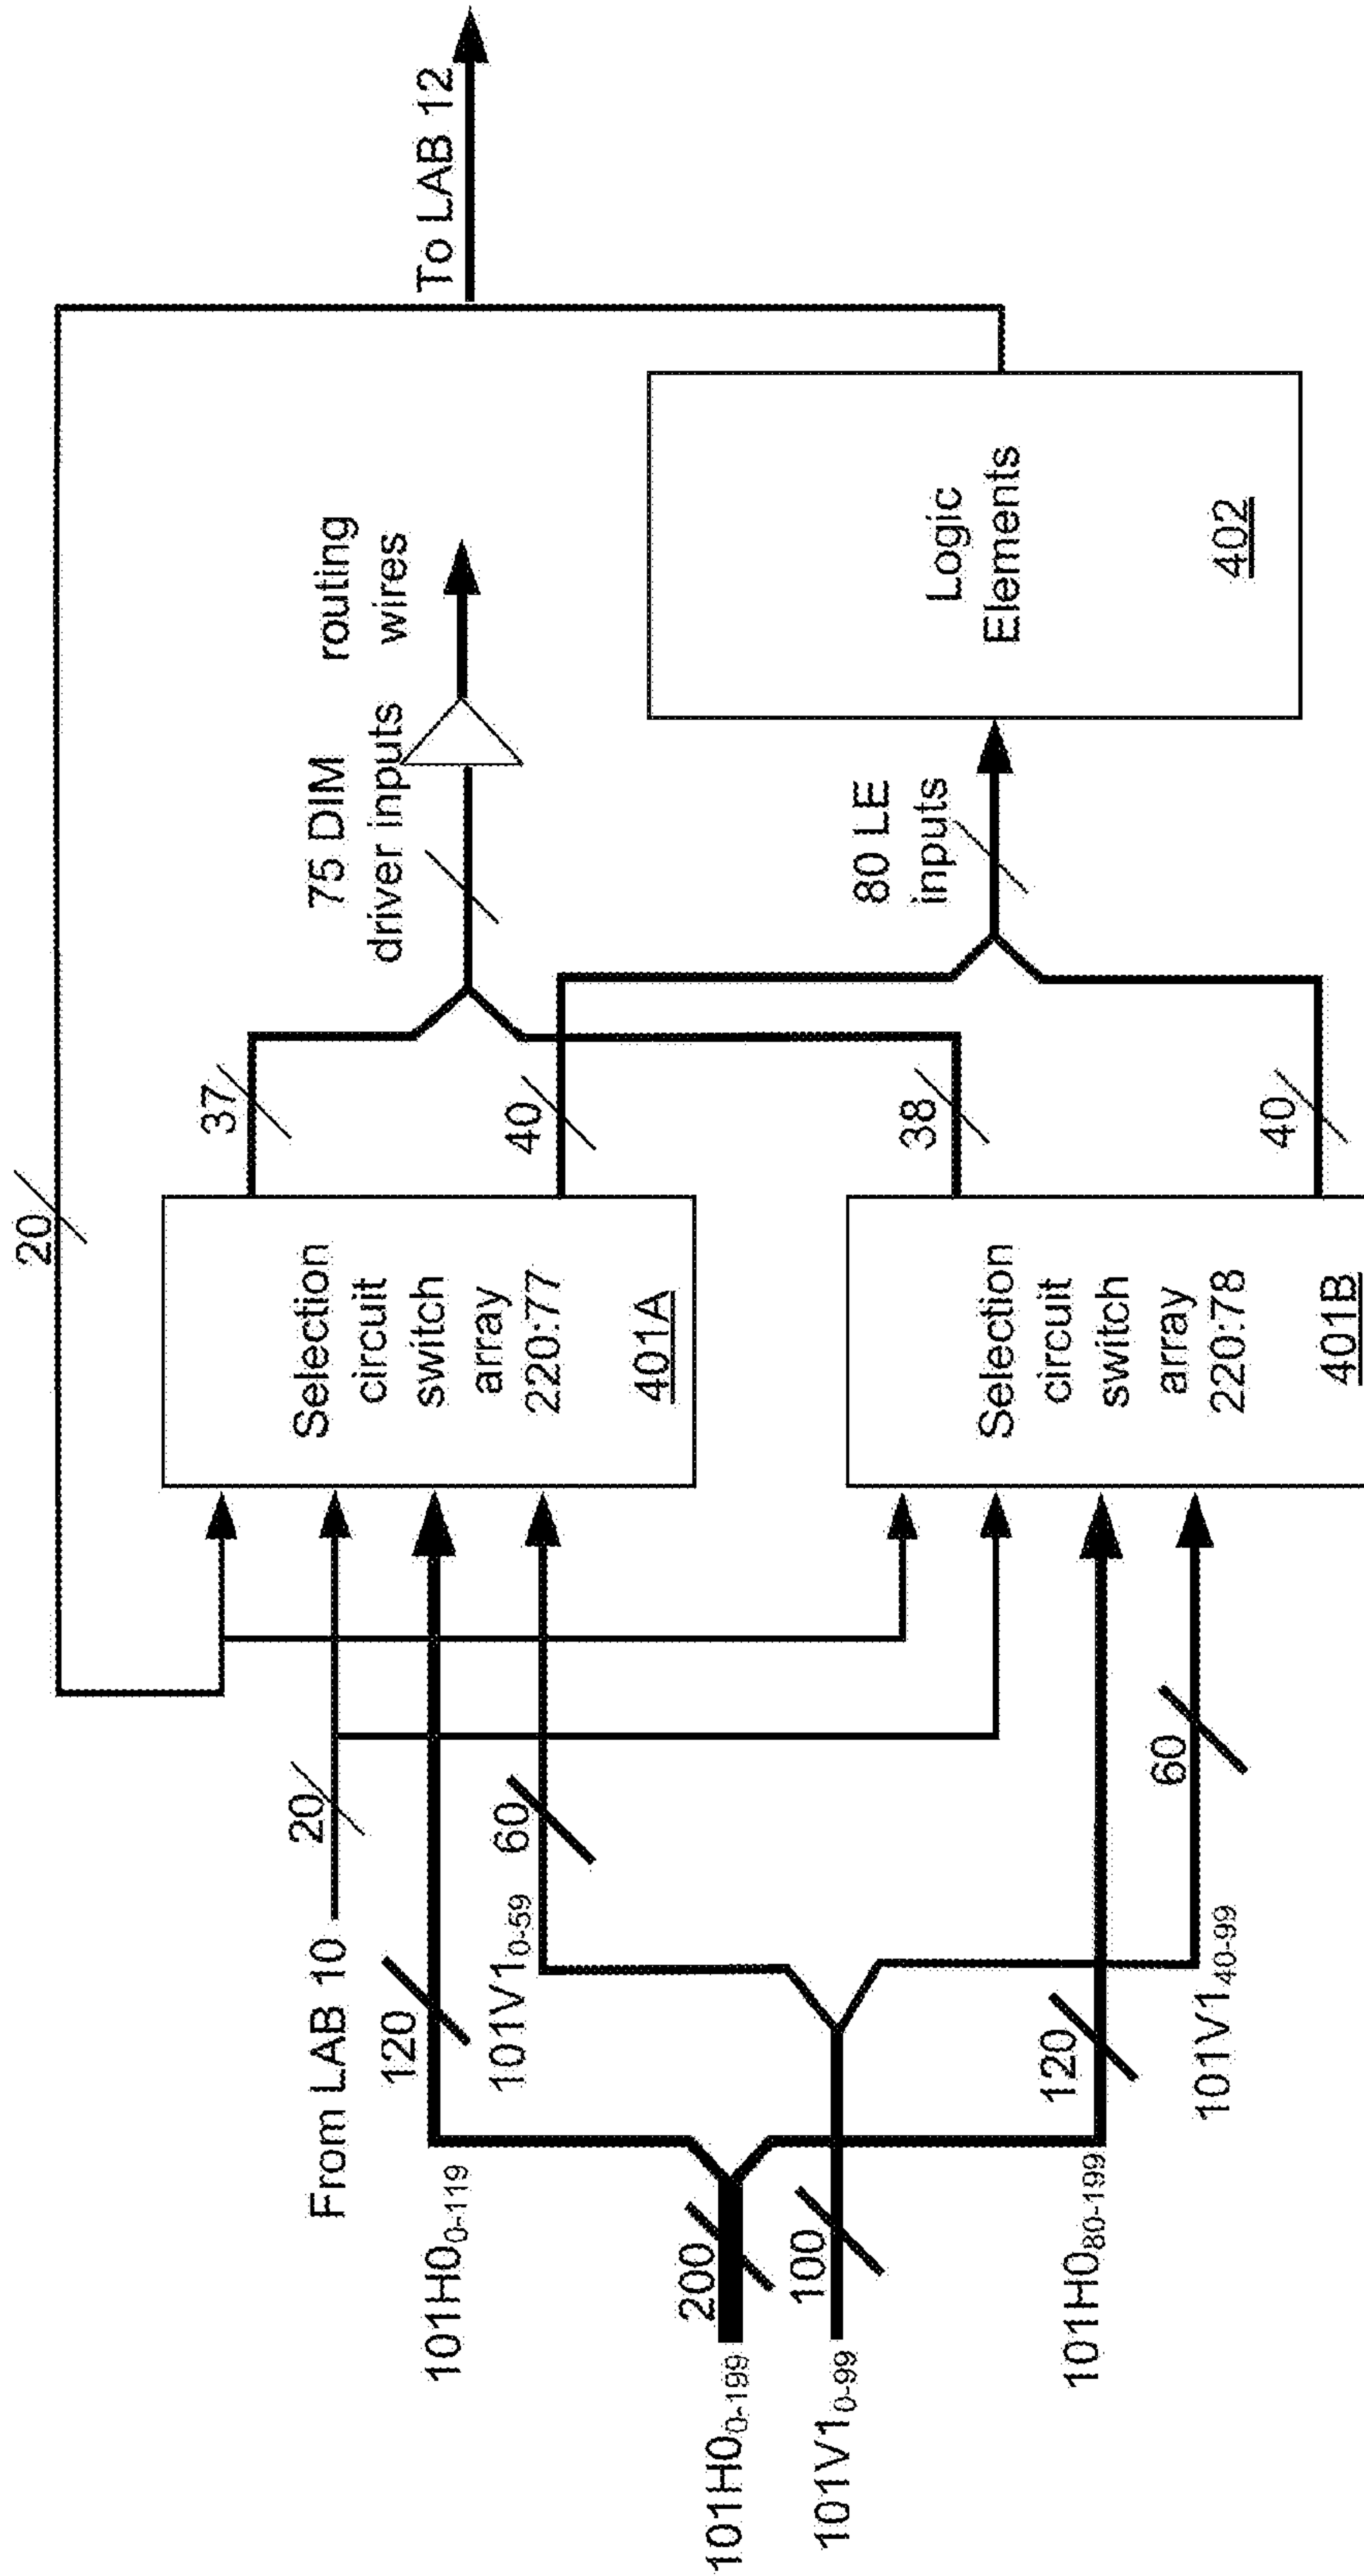 20
From LAB 10
20
101H0₀₋₁₁₉
120
101V1₀₋₅₉
60
101H0₀₋₁₉₉
200
101V1₀₋₉₉
100
101H0₈₀₋₁₉₉
120
101V1₄₀₋₉₉
60
Selection
circuit
switch
array
220:77
401A
Selection
circuit
switch
array
220:78
401B
37
40
38
40
75 DIM
driver inputs
routing
wires
80 LE
inputs
Logic
Elements
402
To LAB 12